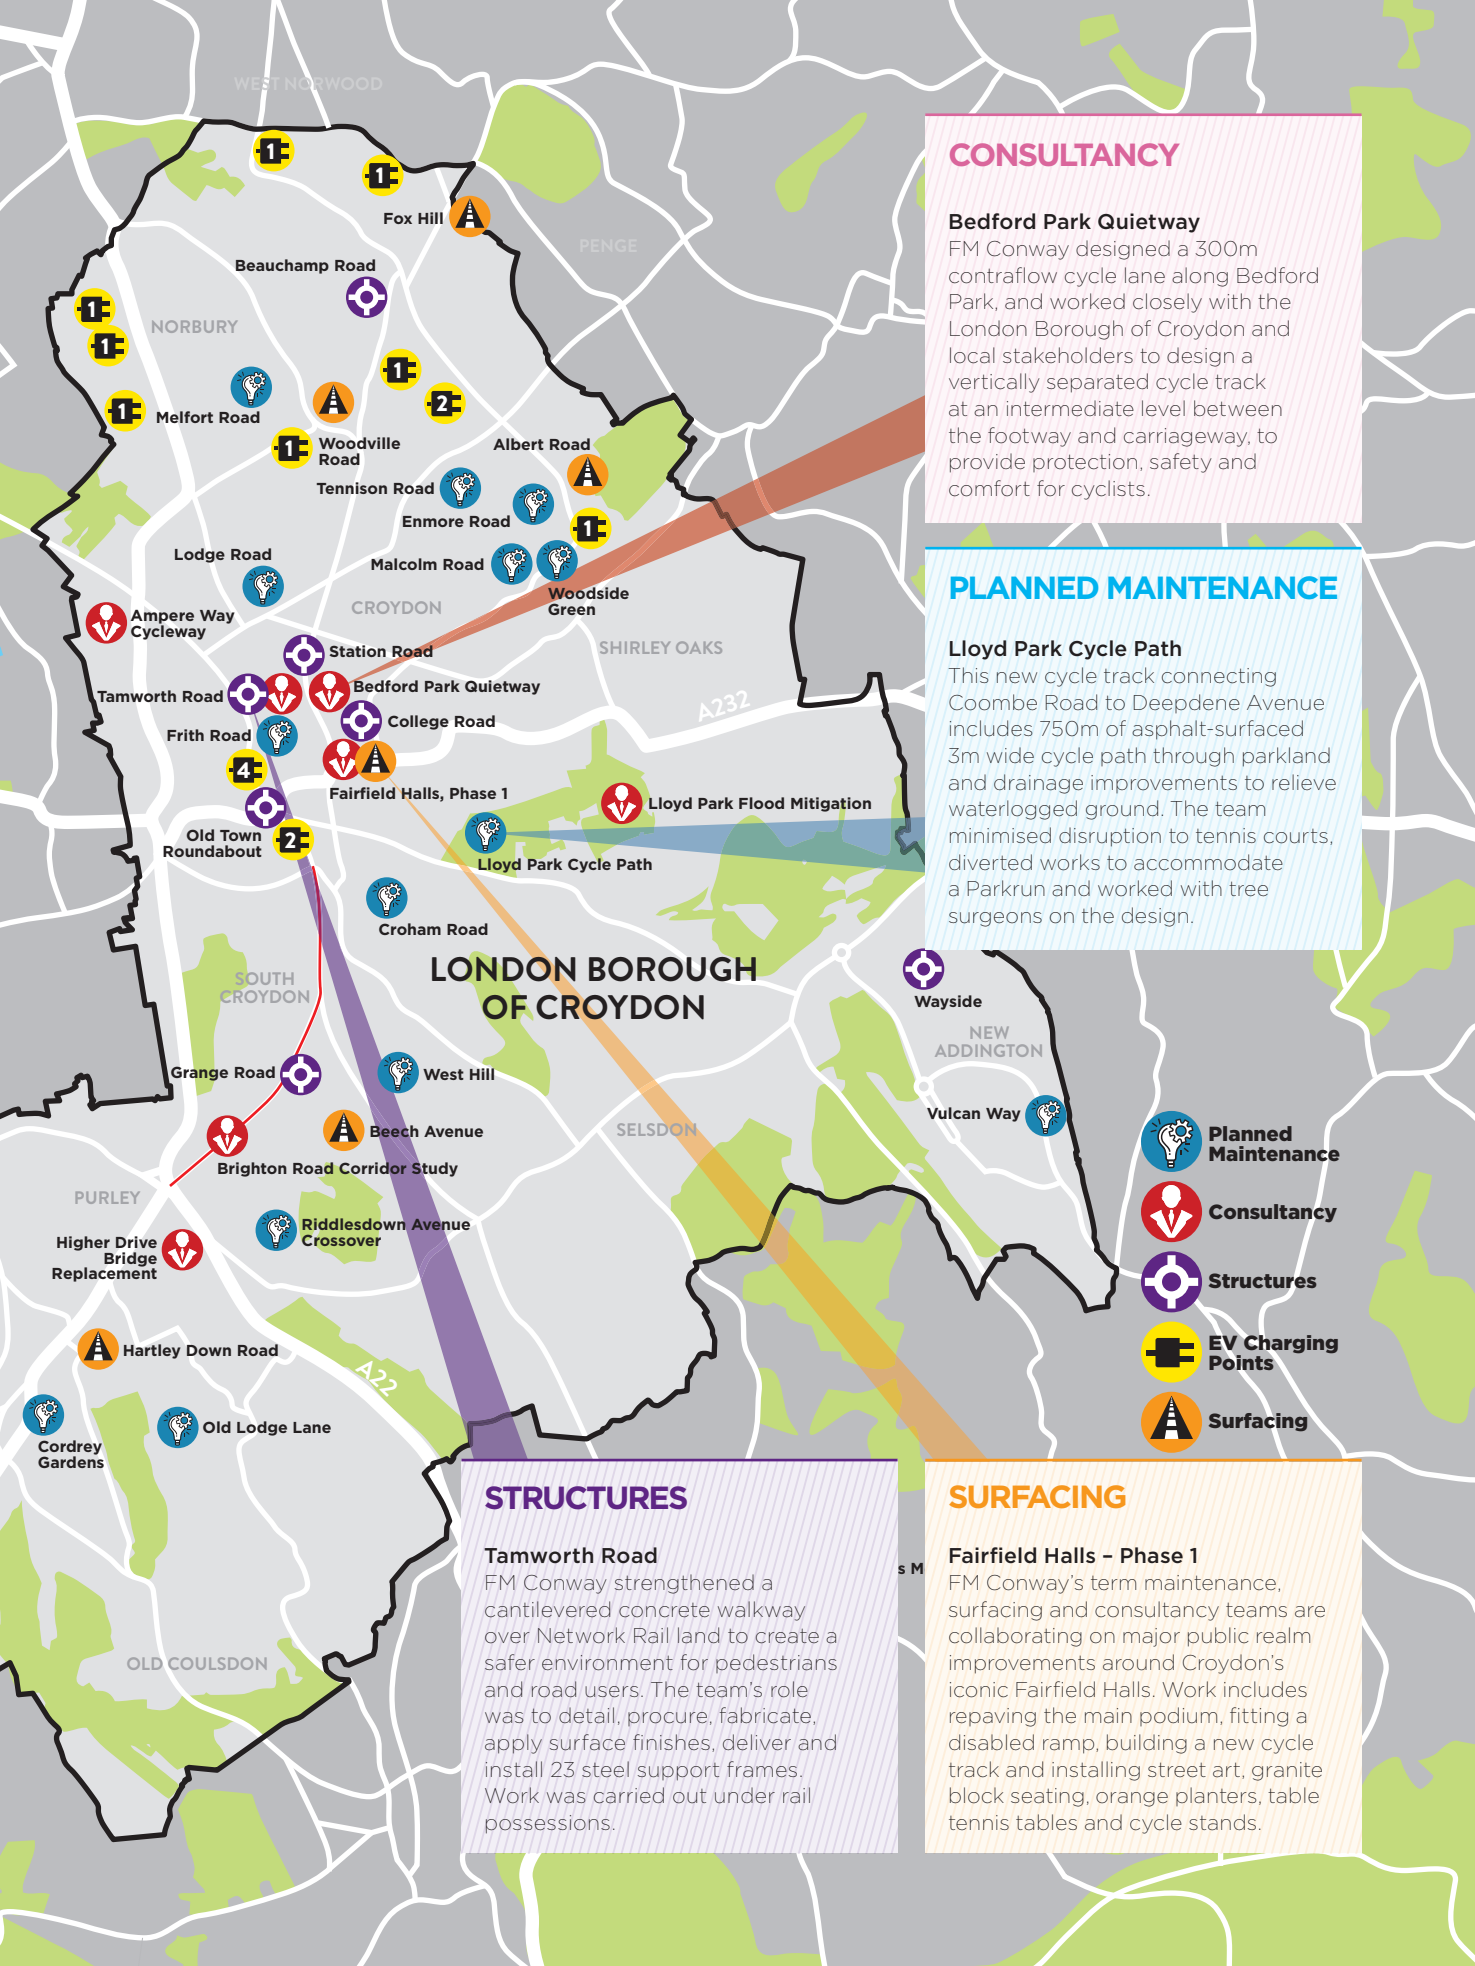 WEST NORWOOD
1
1
Fox Hill
PENGE
Beauchamp Road
1
NORBURY
1
1
2
1
Melfort Road
1
Woodville
Road
Albert Road
Tennison Road
Enmore Road
1
Lodge Road
Malcolm Road
Woodside
Green
CROYDON
Ampere Way
Cycleway
SHIRLEY OAKS
Station Road
Tamworth Road
Bedford Park Quietway
A232
College Road
Frith Road
4
Fairfield Halls, Phase 1
Lloyd Park Flood Mitigation
Old Town
Roundabout
2
Lloyd Park Cycle Path
Croham Road
LONDON BOROUGH
OF CROYDON
SOUTH
CROYDON
Wayside
NEW
ADDINGTON
Grange Road
West Hill
Vulcan Way
Beech Avenue
SELSDON
Brighton Road Corridor Study
PURLEY
Riddlesdown Avenue
Crossover
Higher Drive
Bridge
Replacement
Hartley Down Road
A22
Old Lodge Lane
Cordrey
Gardens
OLD COULSDON
CONSULTANCY
Bedford Park Quietway
FM Conway designed a 300m
contraflow cycle lane along Bedford
Park, and worked closely with the
London Borough of Croydon and
local stakeholders to design a
vertically separated cycle track
at an intermediate level between
the footway and carriageway, to
provide protection, safety and
comfort for cyclists.
PLANNED MAINTENANCE
Lloyd Park Cycle Path
This new cycle track connecting
Coombe Road to Deepdene Avenue
includes 750m of asphalt-surfaced
3m wide cycle path through parkland
and drainage improvements to relieve
waterlogged ground. The team
minimised disruption to tennis courts,
diverted works to accommodate
a Parkrun and worked with tree
surgeons on the design.
Planned
Maintenance
Consultancy
Structures
EV Charging
Points
Surfacing
STRUCTURES
Tamworth Road
FM Conway strengthened a
cantilevered concrete walkway
over Network Rail land to create a
safer environment for pedestrians
and road users. The team's role
was to detail, procure, fabricate,
apply surface finishes, deliver and
install 23 steel support frames.
Work was carried out under rail
possessions.
s M
SURFACING
Fairfield Halls – Phase 1
FM Conway's term maintenance,
surfacing and consultancy teams are
collaborating on major public realm
improvements around Croydon's
iconic Fairfield Halls. Work includes
repaving the main podium, fitting a
disabled ramp, building a new cycle
track and installing street art, granite
block seating, orange planters, table
tennis tables and cycle stands.